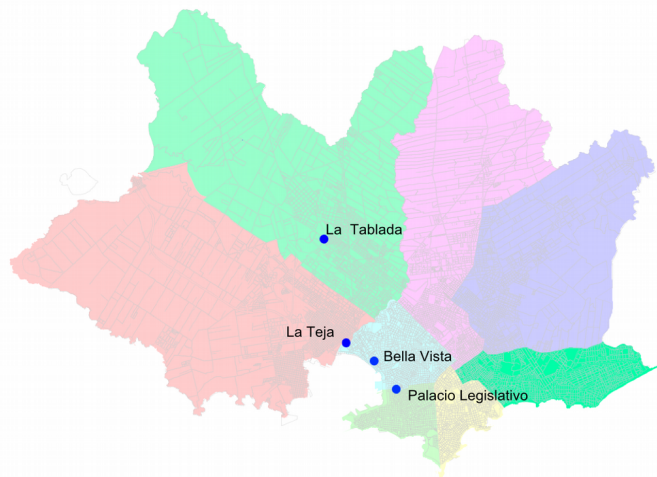 La  Tablada
La Teja
Bella Vista
Palacio Legislativo